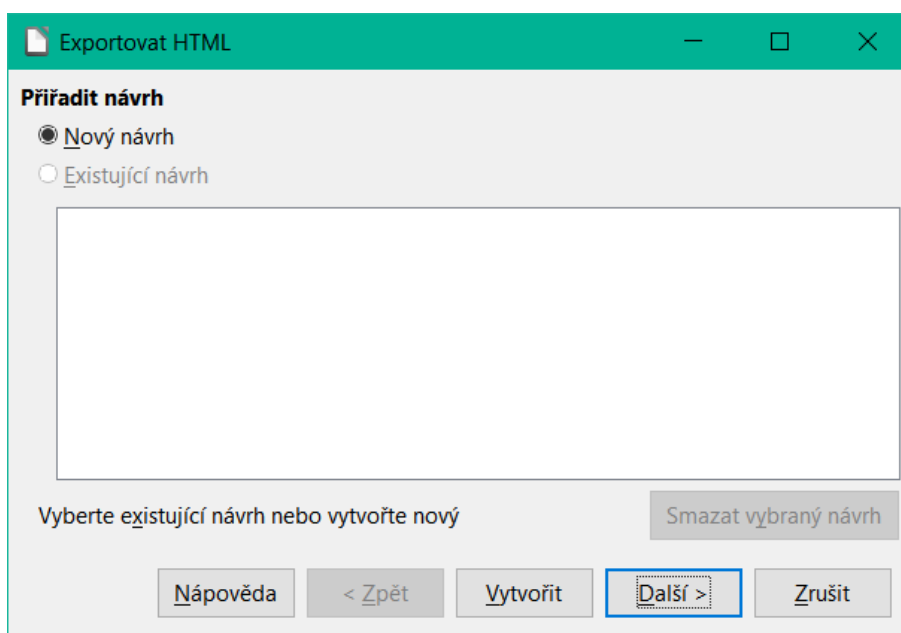 Exportovat HTML
Přiřadit návrh
Nový návrh
Existující návrh
Vyberte existující návrh nebo vytvořte nový
Smazat vybraný návrh
Nápověda
< Zpět
Vytvořit
Další >
Zrušit